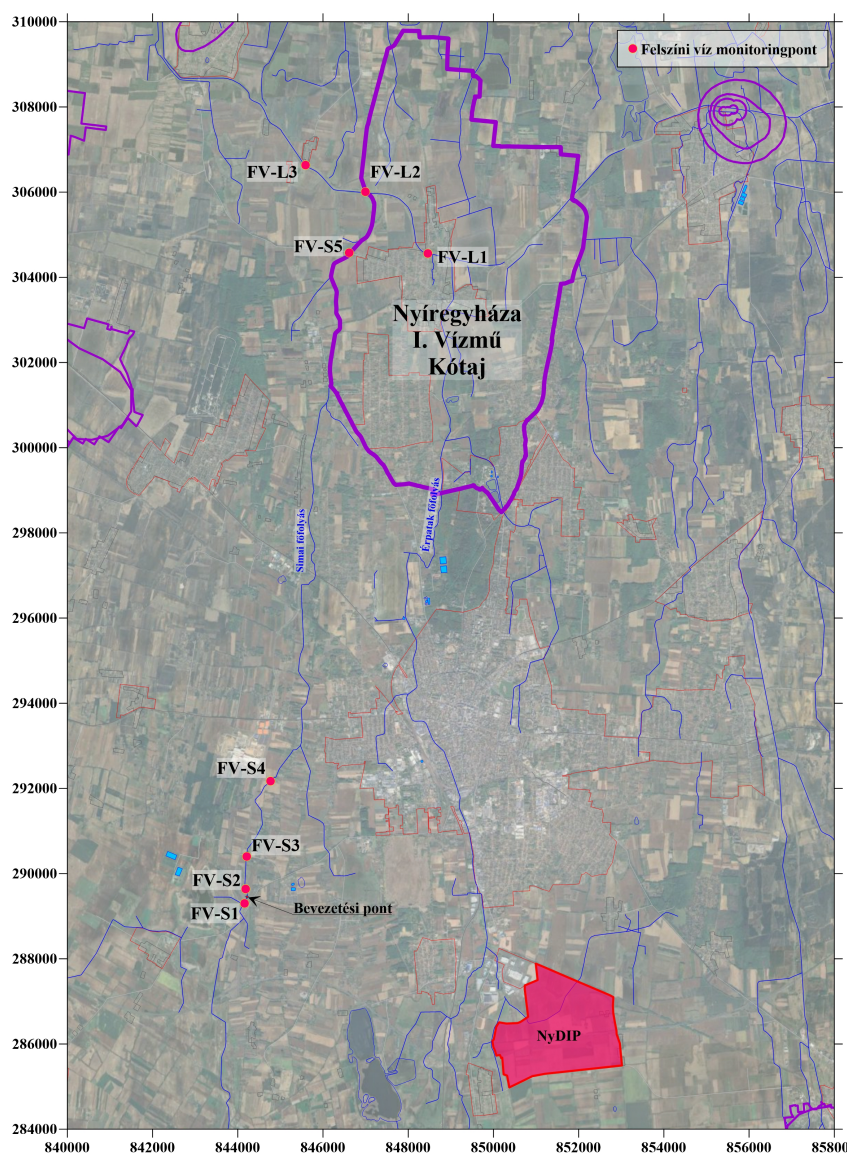 310000
Felszíni víz monitoringpont
308000
306000
FV-L3
FV-L2
FV-S5
FV-L1
304000
Nyíregyháza
I. Vízmű
Kótaj
302000
300000
Simai főfolyás
Érpatak főfolyás
298000
296000
294000
FV-S4
292000
FV-S3
290000
FV-S2
FV-S1
Bevezetési pont
288000
NyDIP
286000
284000
840000
842000
844000
846000
848000
850000
852000
854000
856000
85800